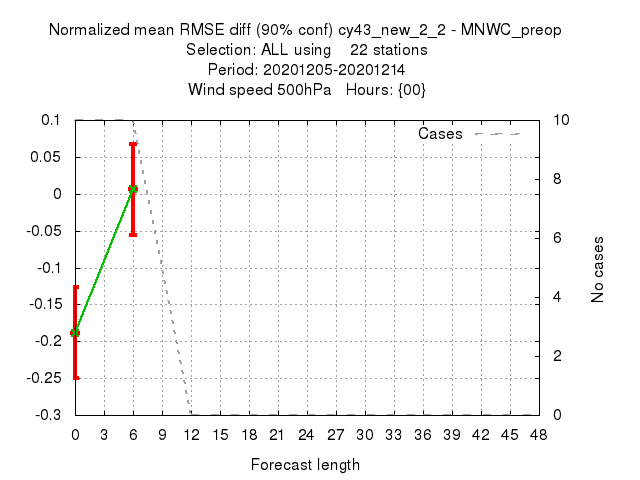 Normalized mean RMSE diff (90% conf) cy43_new_2_2 - MNWC_preop
Selection: ALL using    22 stations
Period: 20201205-20201214
Wind speed 500hPa   Hours: {00}
Cases
0.1
0.05
0
-0.05
-0.1
-0.15
-0.2
-0.25
-0.3
10
8
6
4
2
0
No cases
0 3 6 9 12 15 18 21 24 27 30 33 36 39 42 45 48
Forecast length